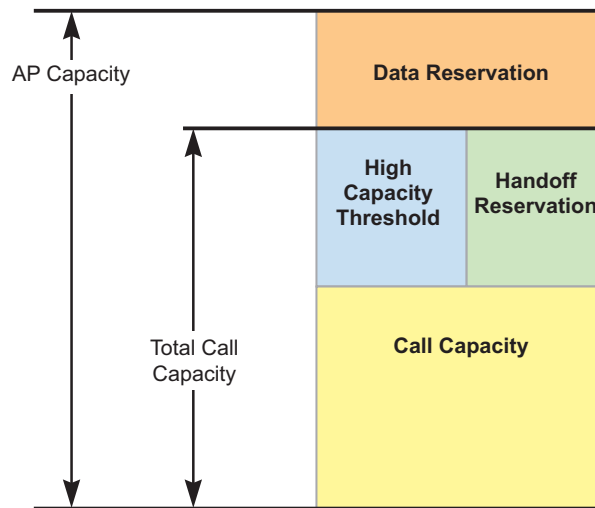 AP Capacity
Data Reservation
High
Capacity
Threshold
Handoff
Reservation
Total Call
Capacity
Call Capacity